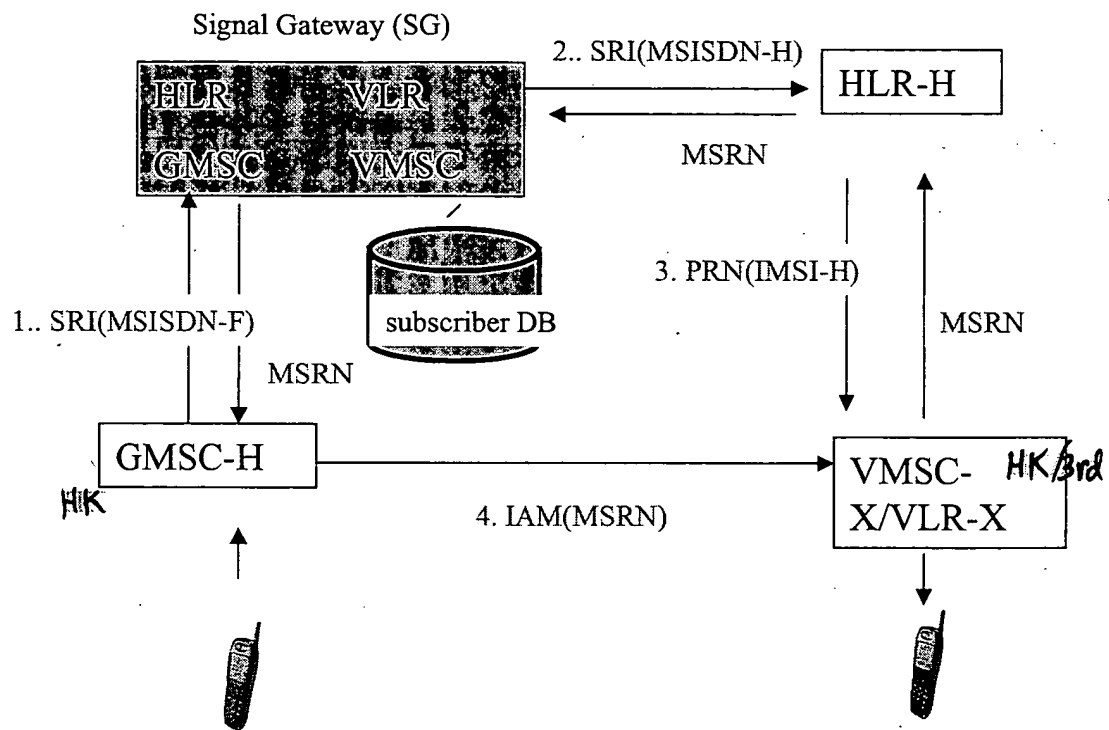 Signal Gateway (SG)
2.. SRI(MSISDN-H)
HLR VLR
HLR-H
GMSC VMSC
MSRN
3. PRN(IMSI-H)
1.. SRI(MSISDN-F)
subscriber DB
MSRN
MSRN
GMSC-H
HK
VMSC-
X/VLR-X
HK/3rd
4. IAM(MSRN)